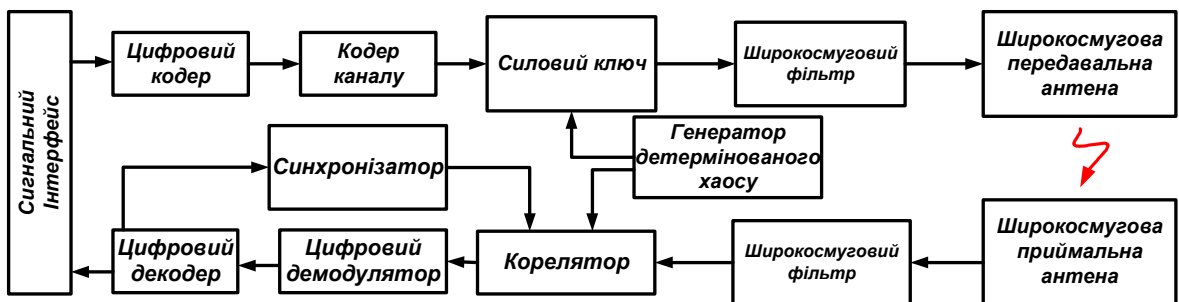 Сигнальний
Інтерфейс
Цифровий
кодер
Кодер
каналу
Силовий ключ
Широкосмуговий
фільтр
Широкосмугова
передавальна
антена
Синхронізатор
Генератор
детермінованого
хаосу
Цифровий
декодер
Цифровий
демодулятор
Корелятор
Широкосмуговий
фільтр
Широкосмугова
приймальна
антена